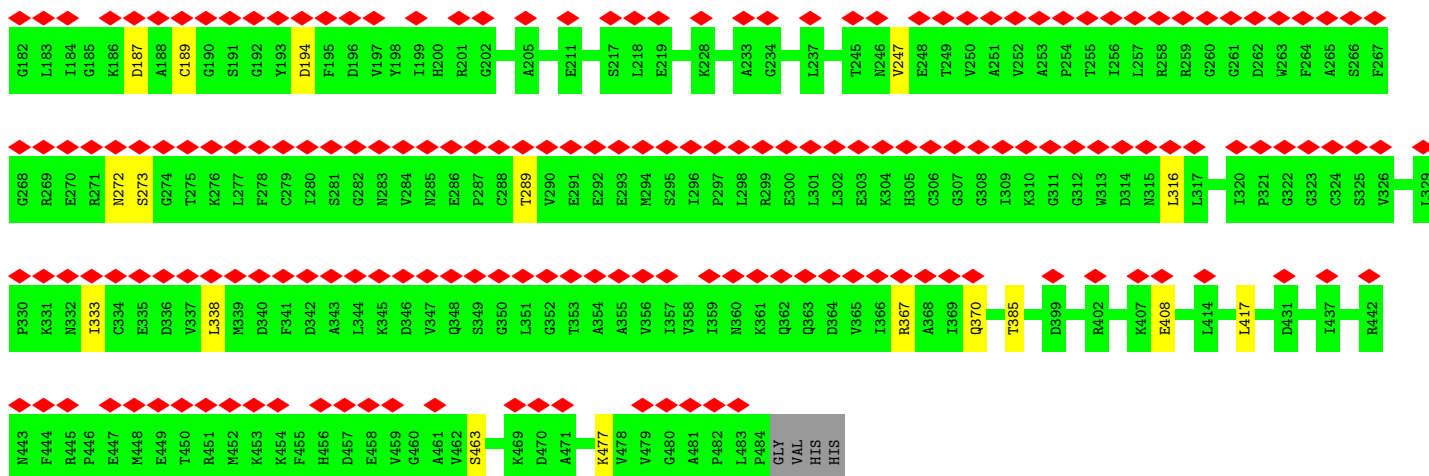 G182 L183 I184 G185 K186 D187 A188 C189 G190 S191 G192 Y193 D194 F195 D196 V197 Y198 I199 H200 R201 G202 A205 E211 S217 L218 E219 K228 A233 G234 L237 T245 N246 V247 E248 T249 V250 A251 V252 A253 P254 T255 I256 L257 R258 R259 G260 G261 D262 W263 F264 A265 S266 F267
G268 R269 E270 R271 N272 S273 G274 T275 K276 L277 F278 C279 I280 S281 G282 N283 V284 N285 E286 P287 C288 T289 V290 E291 E292 E293 M294 S295 I296 P297 L298 R299 E300 L301 L302 E303 K304 H305 C306 G307 G308 I309 K310 G311 G312 W313 D314 N315 L316 L317 I320 P321 G322 G323 C324 S325 V326 L329
P330 K331 N332 I333 C334 E335 D336 V337 L338 M339 D340 F341 D342 A343 L344 K345 D346 V347 Q348 S349 G350 L351 G352 T353 A354 A355 V356 I357 V358 I359 N360 K361 Q362 Q363 D364 V365 I366 R367 A368 I369 Q370 T385 D399 R402 K407 E408 L414 L417 D431 I437 R442
N443 F444 R445 P446 E447 M448 E449 T450 R451 M452 K453 K454 F455 H456 D457 E458 V459 G460 A461 V462 S463 K469 D470 A471 K477 V478 V479 G480 A481 P482 L483 P484 GLY VAL HIS HIS